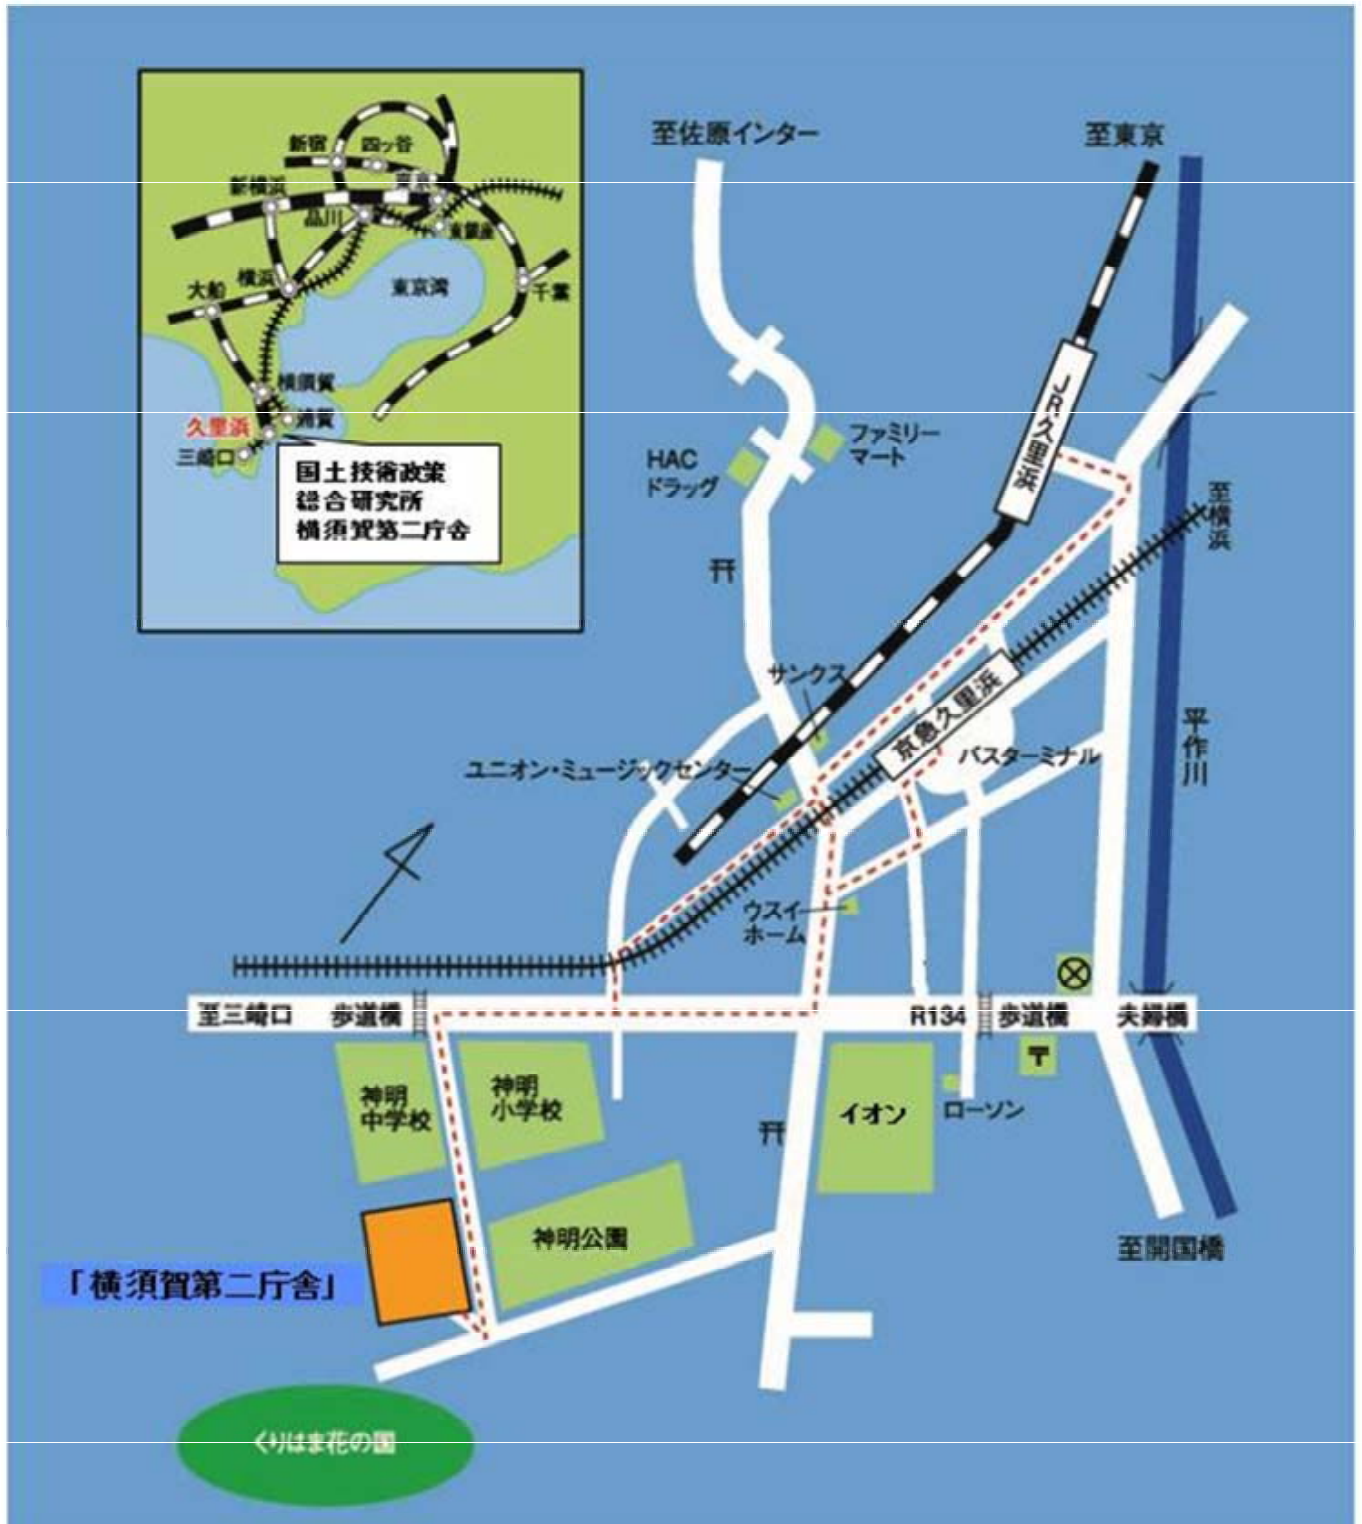 至佐原インター
至東京
新宿
四ッ谷
新横浜
東京
品川
東銀座
横浜
大船
東京湾
千葉
横須賀
浦賀
久里浜
三崎口
国土技術政策
総合研究所
横須賀第二庁舎
JR久里浜
ファミリー
マート
HAC
ドラッグ
至横浜
サンクス
京急久里浜
バスターミナル
平作川
ユニオン・ミュージックセンター
ウスイ
ホーム
至三崎口
歩道橋
R134
歩道橋
夫婦橋
〒
神明
中学校
神明
小学校
イオン
ローソン
神明公園
至開国橋
「横須賀第二庁舎」
くりはま花の国